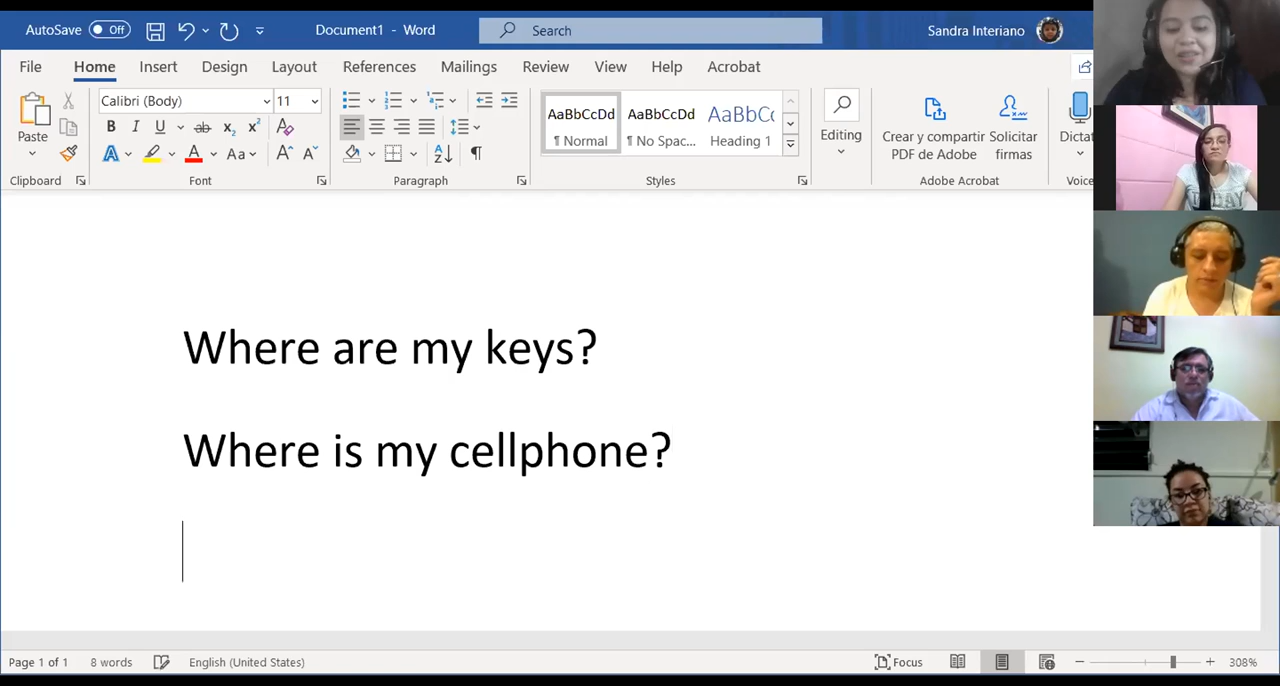 AutoSave Off Document1 - Word Search Sandra Interiano
File Home Insert Design Layout References Mailings Review View Help Acrobat
Calibri (Body) 11
Paste
B I U ab x₂ x² A
A A Aa A A
AaBbCcDd AaBbCcDd AaBbCc
¶ Normal ¶ No Spac... Heading 1
Editing
Crear y compartir PDF de Adobe
Solicitar firmas
Dictat
Clipboard Font Paragraph Styles Adobe Acrobat Voice
Where are my keys?
Where is my cellphone?
Page 1 of 1 8 words English (United States) Focus 308%